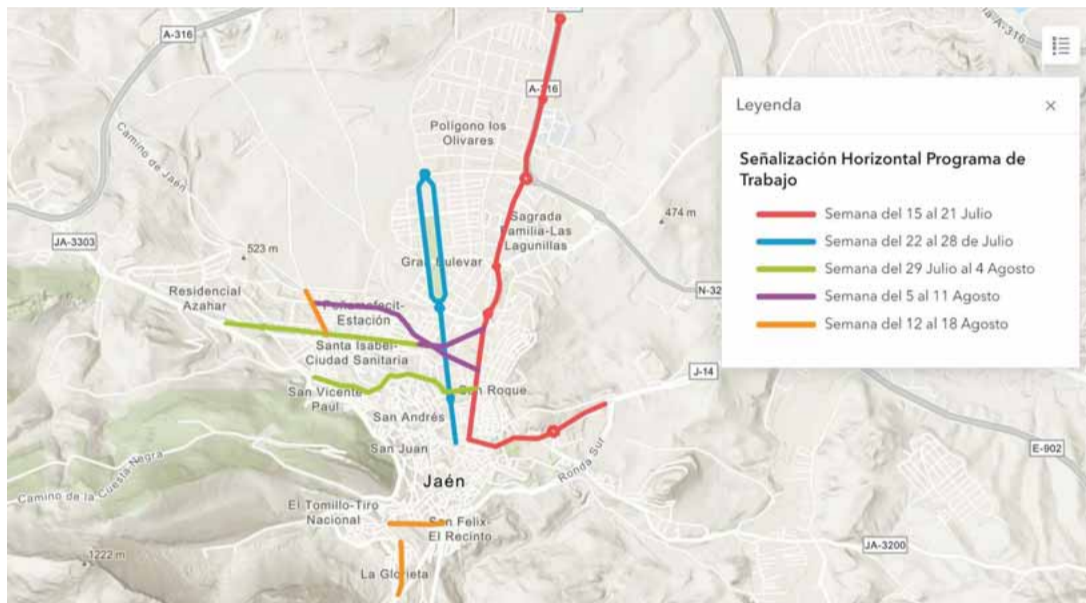 A-316
A-316
A-316
Polígono los
Olivares
Camino de Jaén
Sagrada
Familia-Las
Lagunillas
474 m
JA-3303
523 m
Gran Bulevar
N-32
Residencial
Azahar
Peñamefecit-
Estación
Santa Isabel-
Ciudad Sanitaria
San Vicente
Paúl
San Roque
J-14
San Andrés
San Juan
Ronda Sur
E-902
Jaén
Camino de la Cuesta Negra
El Tomillo-Tiro
Nacional
San Felix-
El Recinto
JA-3200
1222 m
La Glorieta
Leyenda
Señalización Horizontal Programa de
Trabajo
Semana del 15 al 21 Julio
Semana del 22 al 28 de Julio
Semana del 29 Julio al 4 Agosto
Semana del 5 al 11 Agosto
Semana del 12 al 18 Agosto